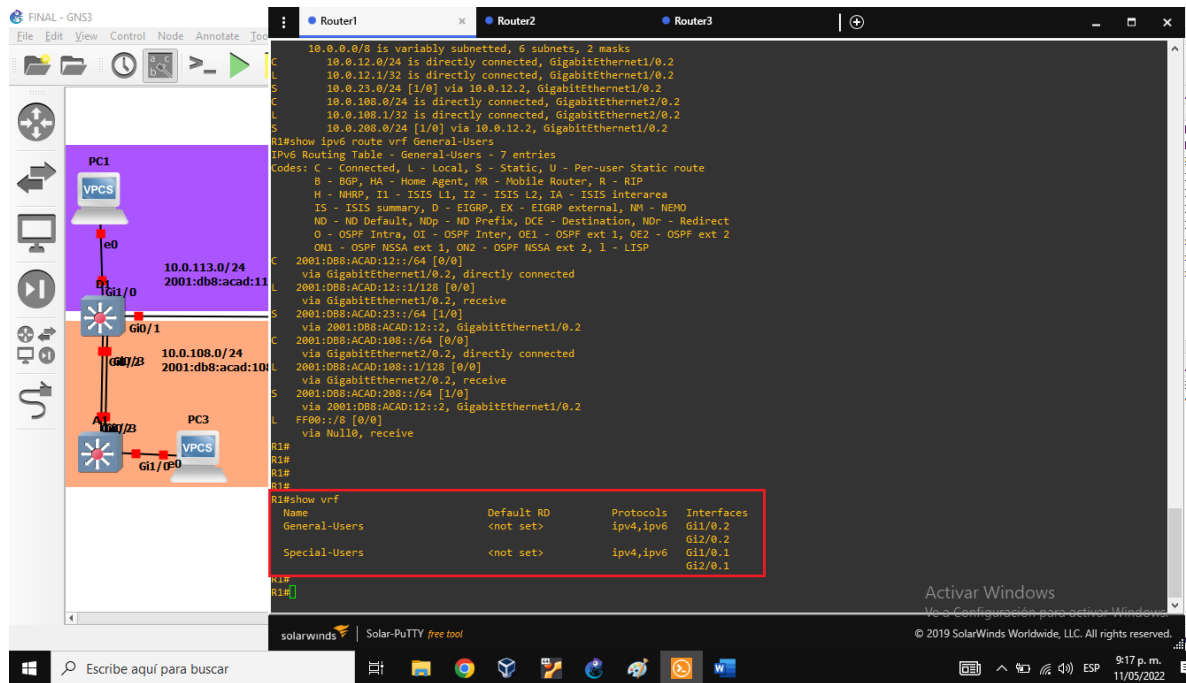 FINAL - GNS3
File Edit View Control Node Annotate Too
PC1
VPCS
e0
10.0.113.0/24
2001:db8:acad:11
D1
Gi1/0
Gi0/1
10.0.108.0/24
2001:db8:acad:108
PC3
VPCS
Gi1/0
e0
Router1
Router2
Router3
10.0.0.0/8 is variably subnetted, 6 subnets, 2 masks
C 10.0.12.0/24 is directly connected, GigabitEthernet1/0.2
L 10.0.12.1/32 is directly connected, GigabitEthernet1/0.2
S 10.0.23.0/24 [1/0] via 10.0.12.2, GigabitEthernet1/0.2
C 10.0.108.0/24 is directly connected, GigabitEthernet2/0.2
L 10.0.108.1/32 is directly connected, GigabitEthernet2/0.2
S 10.0.208.0/24 [1/0] via 10.0.12.2, GigabitEthernet1/0.2
R1#show ipv6 route vrf General-Users
IPv6 Routing Table - General-Users - 7 entries
Codes: C - Connected, L - Local, S - Static, U - Per-user Static route
B - BGP, HA - Home Agent, MR - Mobile Router, R - RIP
H - NHRP, I1 - ISIS L1, I2 - ISIS L2, IA - ISIS interarea
IS - ISIS summary, D - EIGRP, EX - EIGRP external, NM - NEMO
ND - ND Default, NDp - ND Prefix, DCE - Destination, NDr - Redirect
O - OSPF Intra, OI - OSPF Inter, OE1 - OSPF ext 1, OE2 - OSPF ext 2
ON1 - OSPF NSSA ext 1, ON2 - OSPF NSSA ext 2, l - LISP
C 2001:DB8:ACAD:12::/64 [0/0]
via GigabitEthernet1/0.2, directly connected
L 2001:DB8:ACAD:12::1/128 [0/0]
via GigabitEthernet1/0.2, receive
S 2001:DB8:ACAD:23::/64 [1/0]
via 2001:DB8:ACAD:12::2, GigabitEthernet1/0.2
C 2001:DB8:ACAD:108::/64 [0/0]
via GigabitEthernet2/0.2, directly connected
L 2001:DB8:ACAD:108::1/128 [0/0]
via GigabitEthernet2/0.2, receive
S 2001:DB8:ACAD:208::/64 [1/0]
via 2001:DB8:ACAD:12::2, GigabitEthernet1/0.2
L FF00::/8 [0/0]
via Null0, receive
R1#
R1#
R1#
R1#
R1#show vrf
Name Default RD Protocols Interfaces
General-Users <not set> ipv4,ipv6 Gi1/0.2
Gi2/0.2
Special-Users <not set> ipv4,ipv6 Gi1/0.1
Gi2/0.1
R1#
R1#
Activar Windows
Ve a Configuración para activar Windows.
solarwinds Solar-PuTTY free tool
© 2019 SolarWinds Worldwide, LLC. All rights reserved.
Escribe aquí para buscar
ESP
9:17 p. m.
11/05/2022